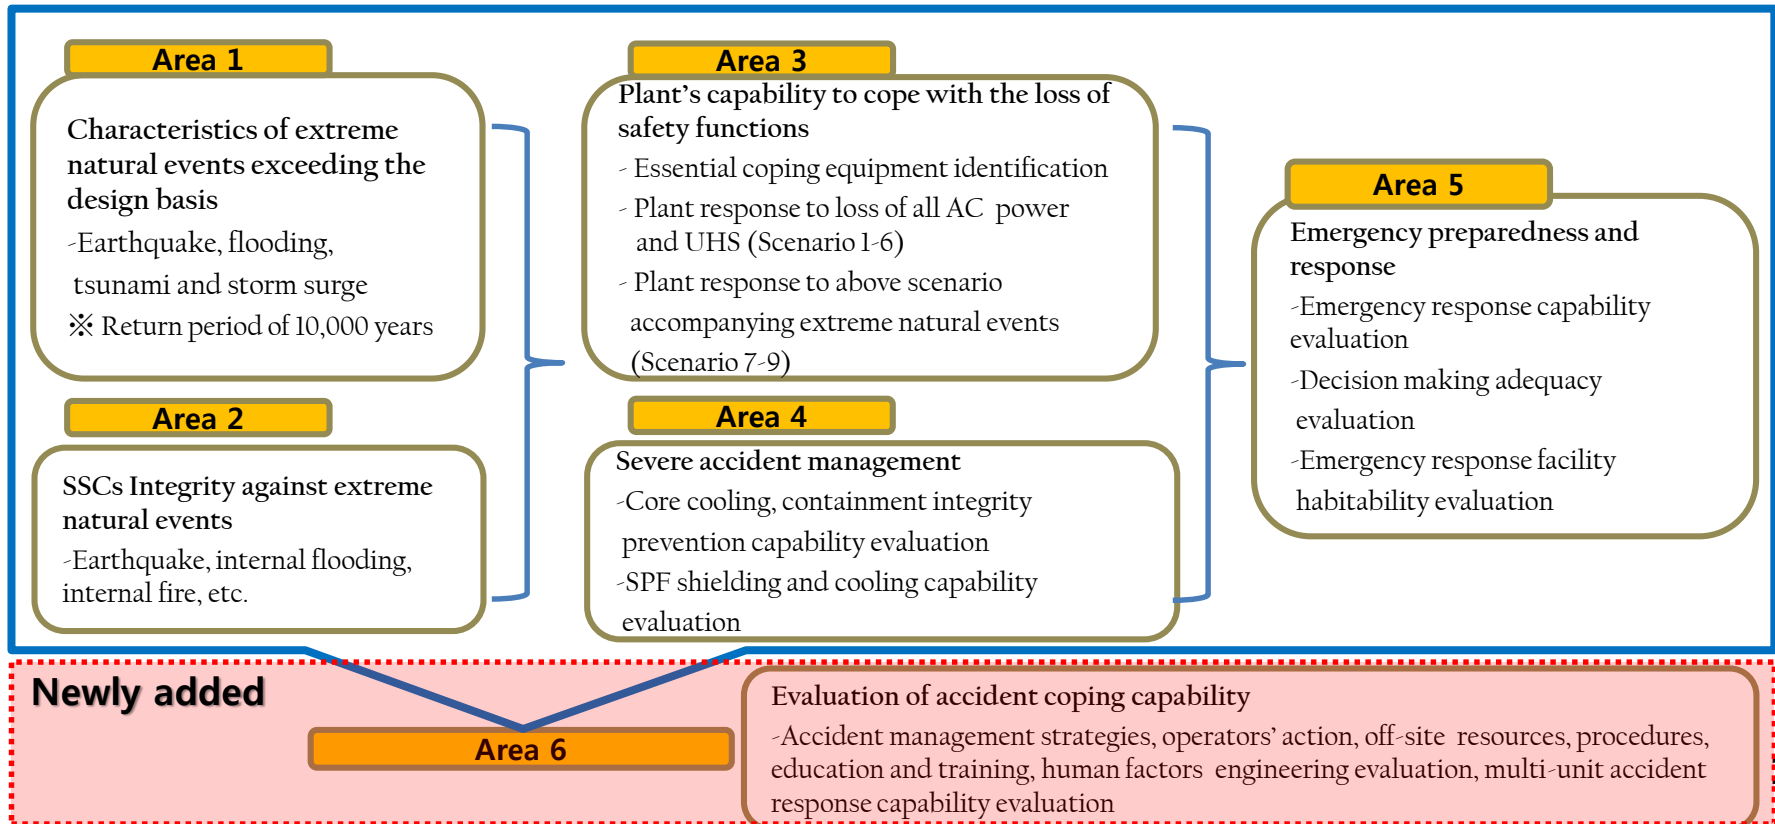 Area 1
Characteristics of extreme
natural events exceeding the
design basis
-Earthquake, flooding,
tsunami and storm surge
※ Return period of 10,000 years
Area 2
SSCs Integrity against extreme
natural events
-Earthquake, internal flooding,
internal fire, etc.
Area 3
Plant's capability to cope with the loss of
safety functions
- Essential coping equipment identification
- Plant response to loss of all AC power
and UHS (Scenario 1-6)
- Plant response to above scenario
accompanying extreme natural events
(Scenario 7-9)
Area 4
Severe accident management
-Core cooling, containment integrity
prevention capability evaluation
-SPF shielding and cooling capability
evaluation
Area 5
Emergency preparedness and
response
-Emergency response capability
evaluation
-Decision making adequacy
evaluation
-Emergency response facility
habitability evaluation
Newly added
Area 6
Evaluation of accident coping capability
-Accident management strategies, operators' action, off-site resources, procedures,
education and training, human factors engineering evaluation, multi-unit accident
response capability evaluation